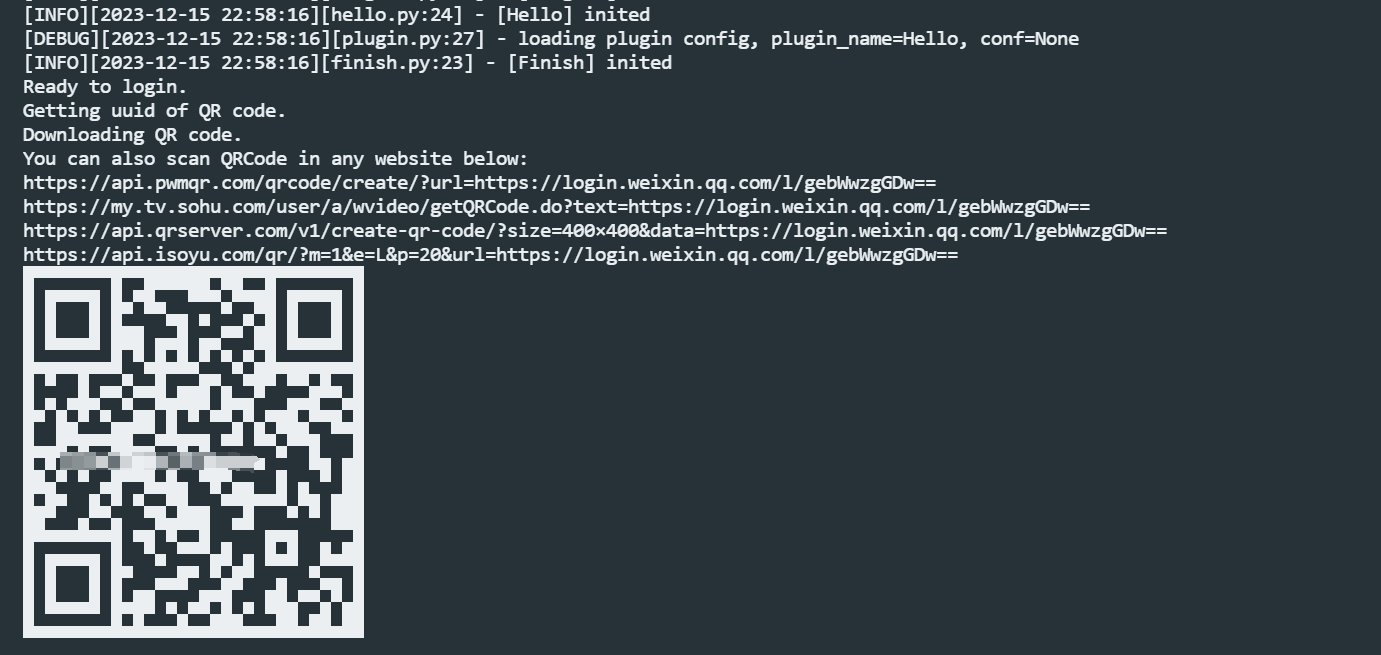 [INFO][2023-12-15 22:58:16][hello.py:24] - [Hello] inited
[DEBUG][2023-12-15 22:58:16][plugin.py:27] - loading plugin config, plugin_name=Hello, conf=None
[INFO][2023-12-15 22:58:16][finish.py:23] - [Finish] inited
Ready to login.
Getting uuid of QR code.
Downloading QR code.
You can also scan QRCode in any website below:
https://api.pwmqr.com/qrcode/create/?url=https://login.weixin.qq.com/l/gebWwzgGDw==
https://my.tv.sohu.com/user/a/wvideo/getQRCode.do?text=https://login.weixin.qq.com/l/gebWwzgGDw==
https://api.qrserver.com/v1/create-qr-code/?size=400×400&data=https://login.weixin.qq.com/l/gebWwzgGDw==
https://api.isoyu.com/qr/?m=1&e=L&p=20&url=https://login.weixin.qq.com/l/gebWwzgGDw==